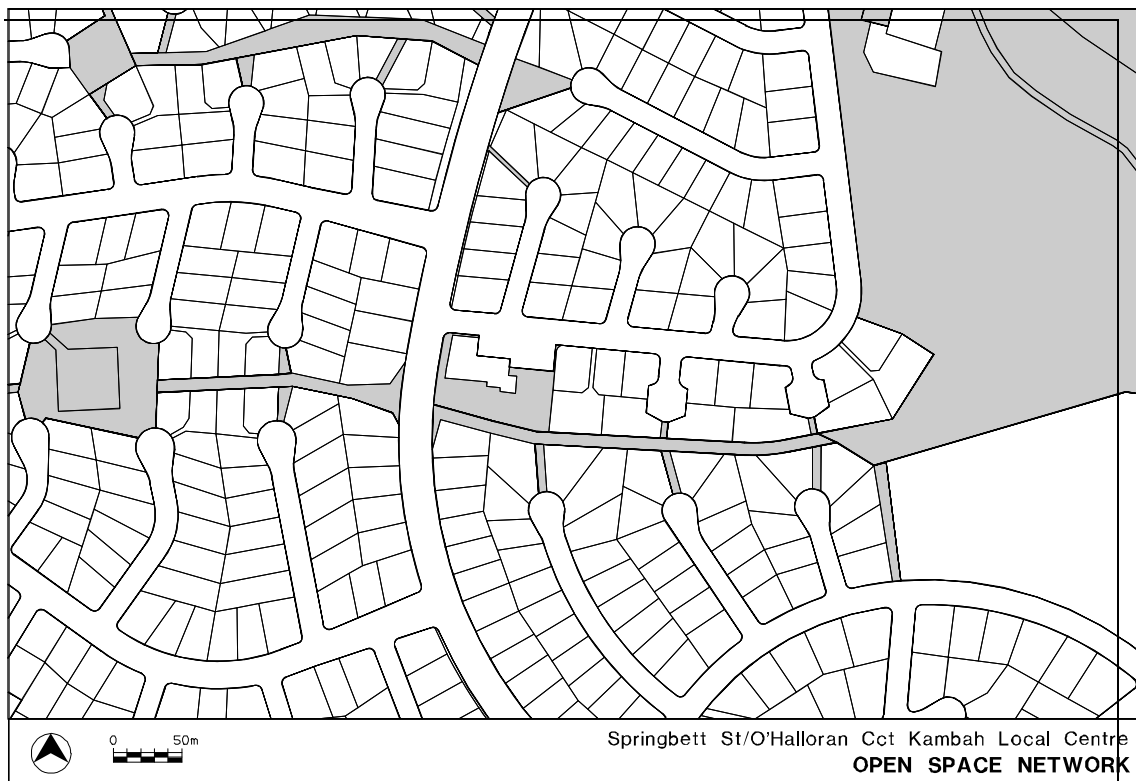 0 50m
Springbett St/O'Halloran Cct Kambah Local Centre
OPEN SPACE NETWORK